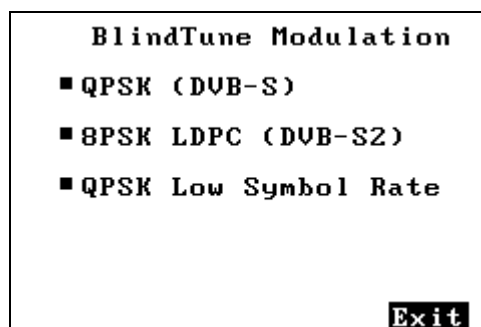 BlindTune Modulation
■ QPSK (DVB-S)
■ 8PSK LDPC (DVB-S2)
■ QPSK Low Symbol Rate
Exit